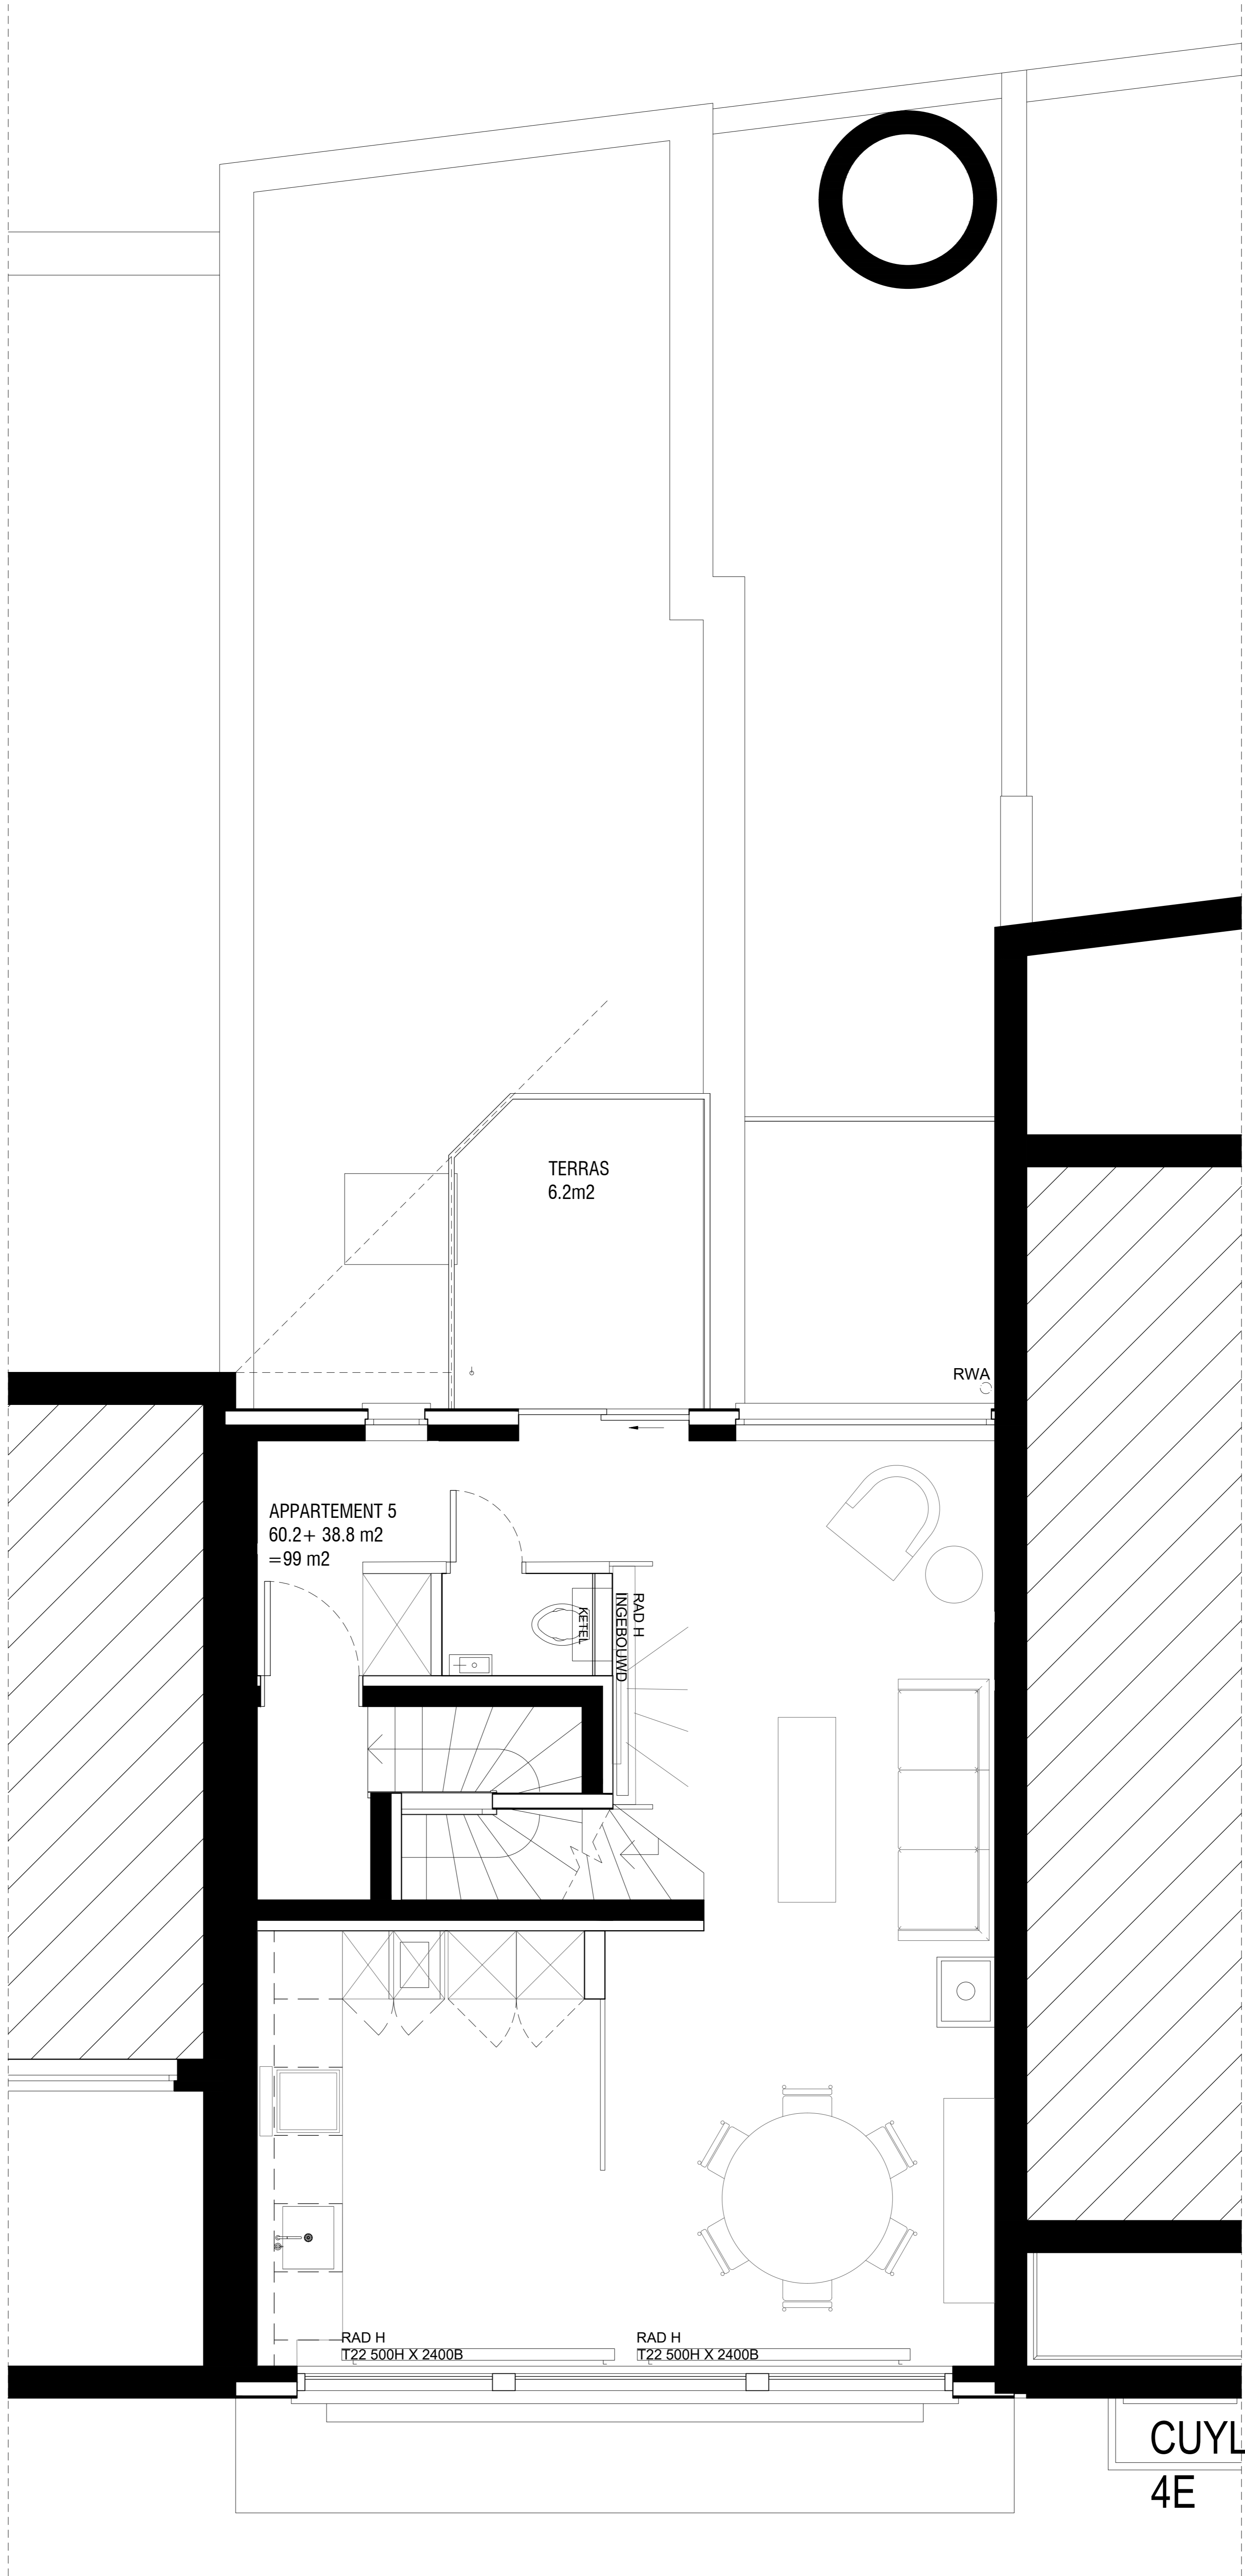 TERRAS
6.2m2
RWA
APPARTEMENT 5
60.2+ 38.8 m2
=99 m2
KETEL
RAD H
INGEBOUWD
RAD H
T22 500H X 2400B
RAD H
T22 500H X 2400B
CUYL
4E